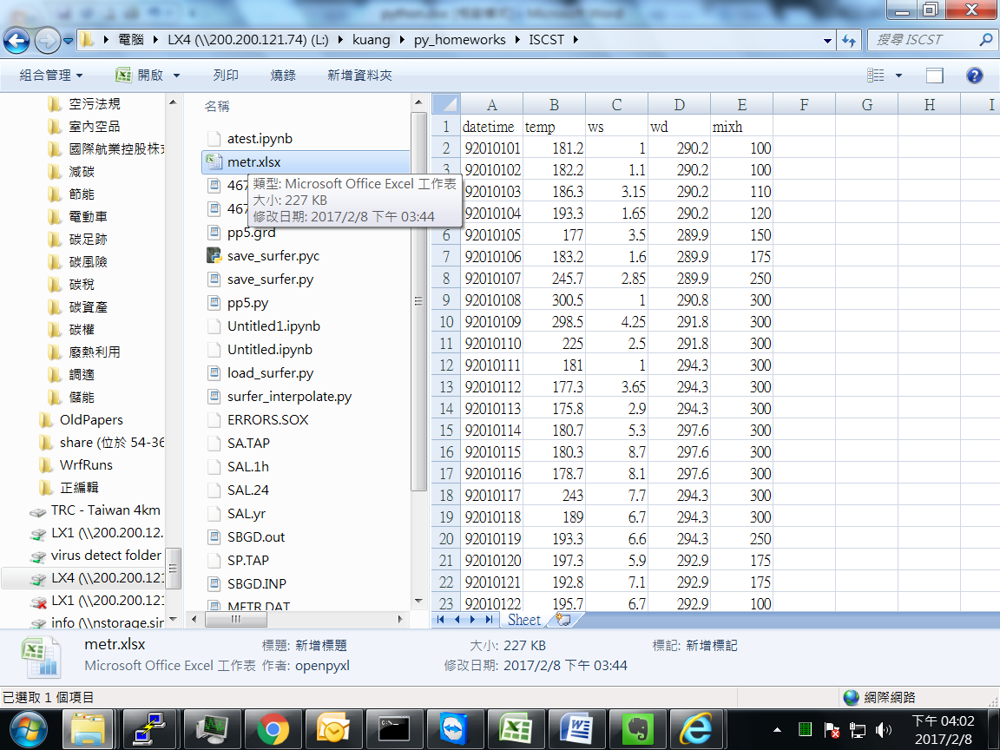 電腦 ▸ LX4 (\\200.200.121.74) (L:) ▸ kuang ▸ py_homeworks ▸ ISCST ▸
搜尋 ISCST
組合管理 開啟 列印 燒錄 新增資料夾
空污法規
室內空品
國際航業控股株式
減碳
節能
電動車
碳足跡
碳風險
碳稅
碳資產
碳權
廢熱利用
調適
儲能
OldPapers
share (位於 54-36
WrfRuns
正編輯
TRC - Taiwan 4km
LX1 (\\200.200.12.
virus detect folder
LX4 (\\200.200.121
LX1 (\\200.200.121
info (\\nstorage.sir
名稱
atest.ipynb
metr.xlsx
467
467
pp5.grd
save_surfer.pyc
save_surfer.py
pp5.py
Untitled1.ipynb
Untitled.ipynb
load_surfer.py
surfer_interpolate.py
ERRORS.SOX
SA.TAP
SAL.1h
SAL.24
SAL.yr
SBGD.out
SP.TAP
SBGD.INP
METR.DAT
類型: Microsoft Office Excel 工作表
大小: 227 KB
修改日期: 2017/2/8 下午 03:44
A B C D E F G H I
1 datetime temp ws wd mixh
2 92010101 181.2 1 290.2 100
3 92010102 182.2 1.1 290.2 100
92010103 186.3 3.15 290.2 110
92010104 193.3 1.65 290.2 120
6 92010105 177 3.5 289.9 150
7 92010106 183.2 1.6 289.9 175
8 92010107 245.7 2.85 289.9 250
9 92010108 300.5 1 290.8 300
10 92010109 298.5 4.25 291.8 300
11 92010110 225 2.5 291.8 300
12 92010111 181 1 294.3 300
13 92010112 177.3 3.65 294.3 300
14 92010113 175.8 2.9 294.3 300
15 92010114 180.7 5.3 297.6 300
16 92010115 180.3 8.7 297.6 300
17 92010116 178.7 8.1 297.6 300
18 92010117 243 7.7 294.3 300
19 92010118 189 6.7 294.3 300
20 92010119 193.3 6.6 294.3 250
21 92010120 197.3 5.9 292.9 175
22 92010121 192.8 7.1 292.9 175
23 92010122 195.7 6.7 292.9 100
Sheet
metr.xlsx 標題: 新增標題 大小: 227 KB 標記: 新增標記
Microsoft Office Excel 工作表 作者: openpyxl 修改日期: 2017/2/8 下午 03:44
已選取 1 個項目 網際網路
下午 04:02
2017/2/8